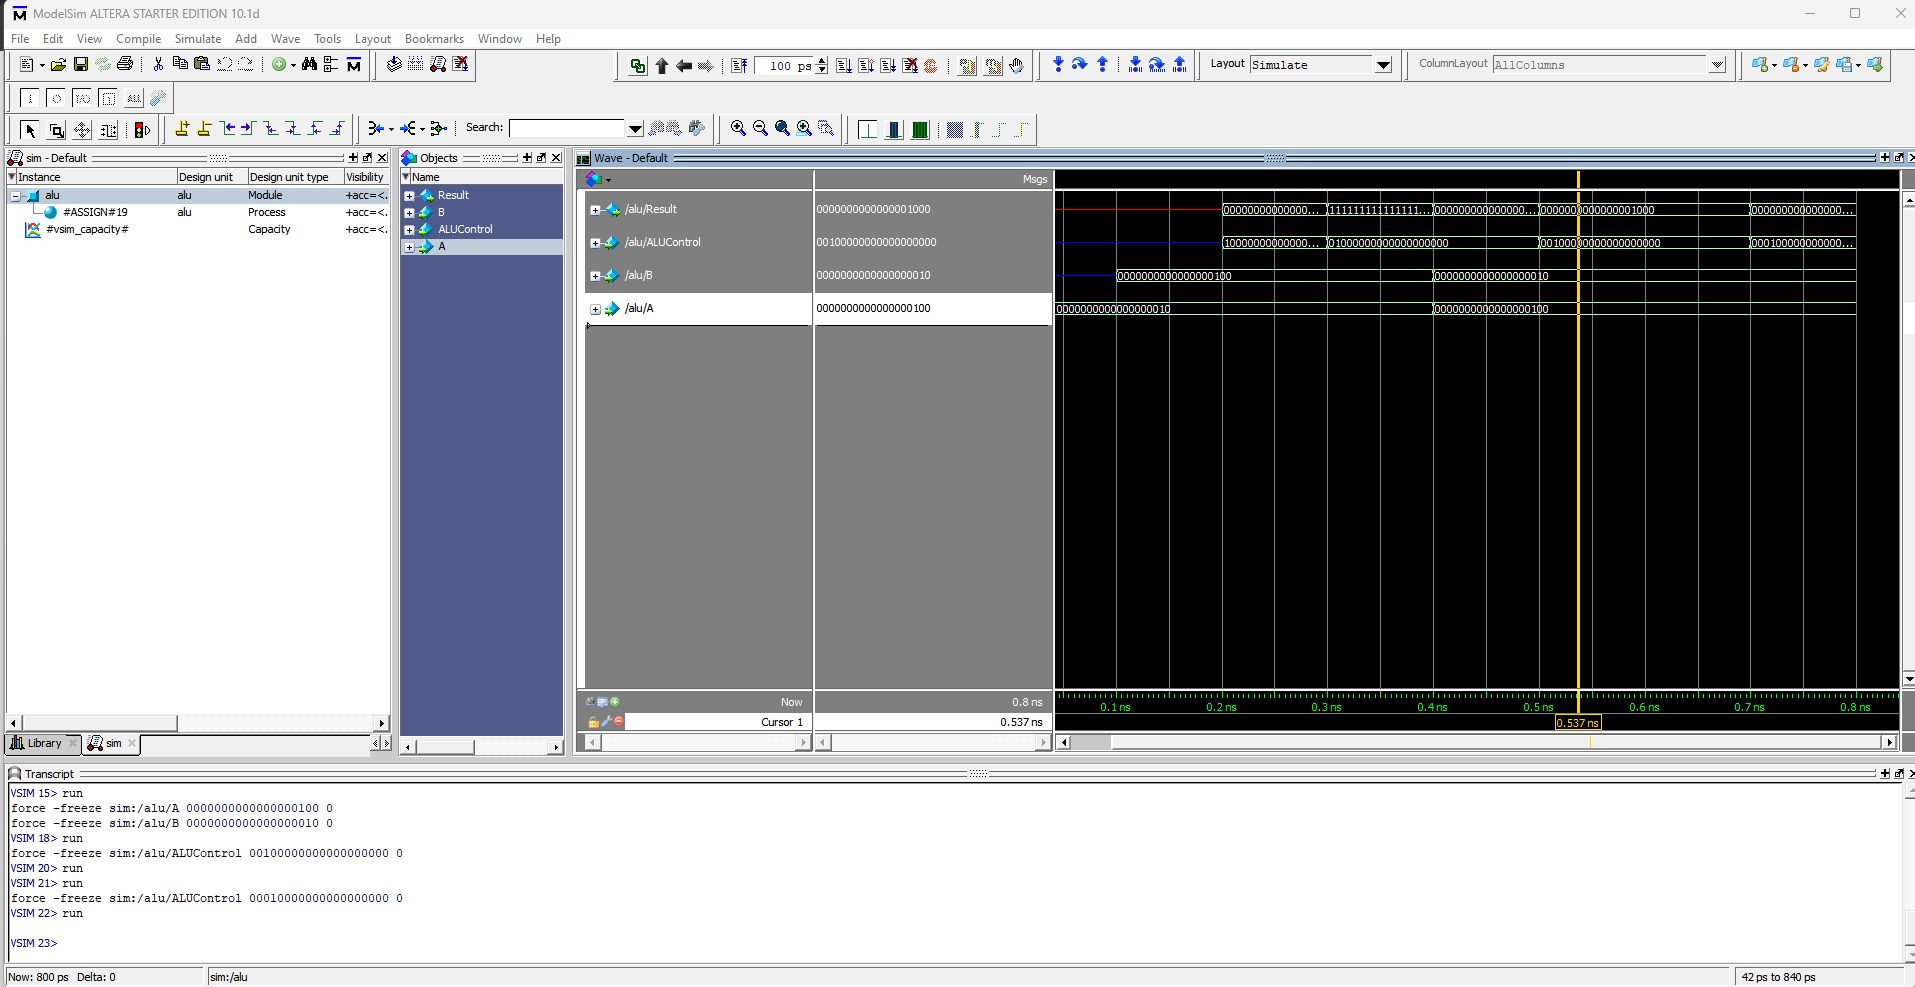 ModelSim ALTERA STARTER EDITION 10.1d
File Edit View Compile Simulate Add Wave Tools Layout Bookmarks Window Help
100 ps Layout Simulate ColumnLayout AllColumns
ALL
Search:
sim - Default
Instance Design unit Design unit type Visibility
alu alu Module +acc=<.
#ASSIGN#19 alu Process +acc=<.
#vsim_capacity# Capacity +acc=<.
Library sim
Objects
Name
Result
B
ALUControl
A
Wave - Default
Msgs
/alu/Result 0000000000000001000 00000000000000... 111111111111111... 000000000000000... 0000000000000001000 000000000000000...
/alu/ALUControl 00100000000000000000 10000000000000... 01000000000000000000 00100000000000000000 000100000000000...
/alu/B 0000000000000000010 0000000000000000100 0000000000000000010
/alu/A 0000000000000000100 0000000000000000010 0000000000000000100
Now 0.8 ns 0.1 ns 0.2 ns 0.3 ns 0.4 ns 0.5 ns 0.6 ns 0.7 ns 0.8 ns
Cursor 1 0.537 ns 0.537 ns
Transcript
VSIM 15> run
force -freeze sim:/alu/A 0000000000000000100 0
force -freeze sim:/alu/B 0000000000000000010 0
VSIM 18> run
force -freeze sim:/alu/ALUControl 00100000000000000000 0
VSIM 20> run
VSIM 21> run
force -freeze sim:/alu/ALUControl 00010000000000000000 0
VSIM 22> run
VSIM 23>
Now: 800 ps Delta: 0 sim:/alu 42 ps to 840 ps